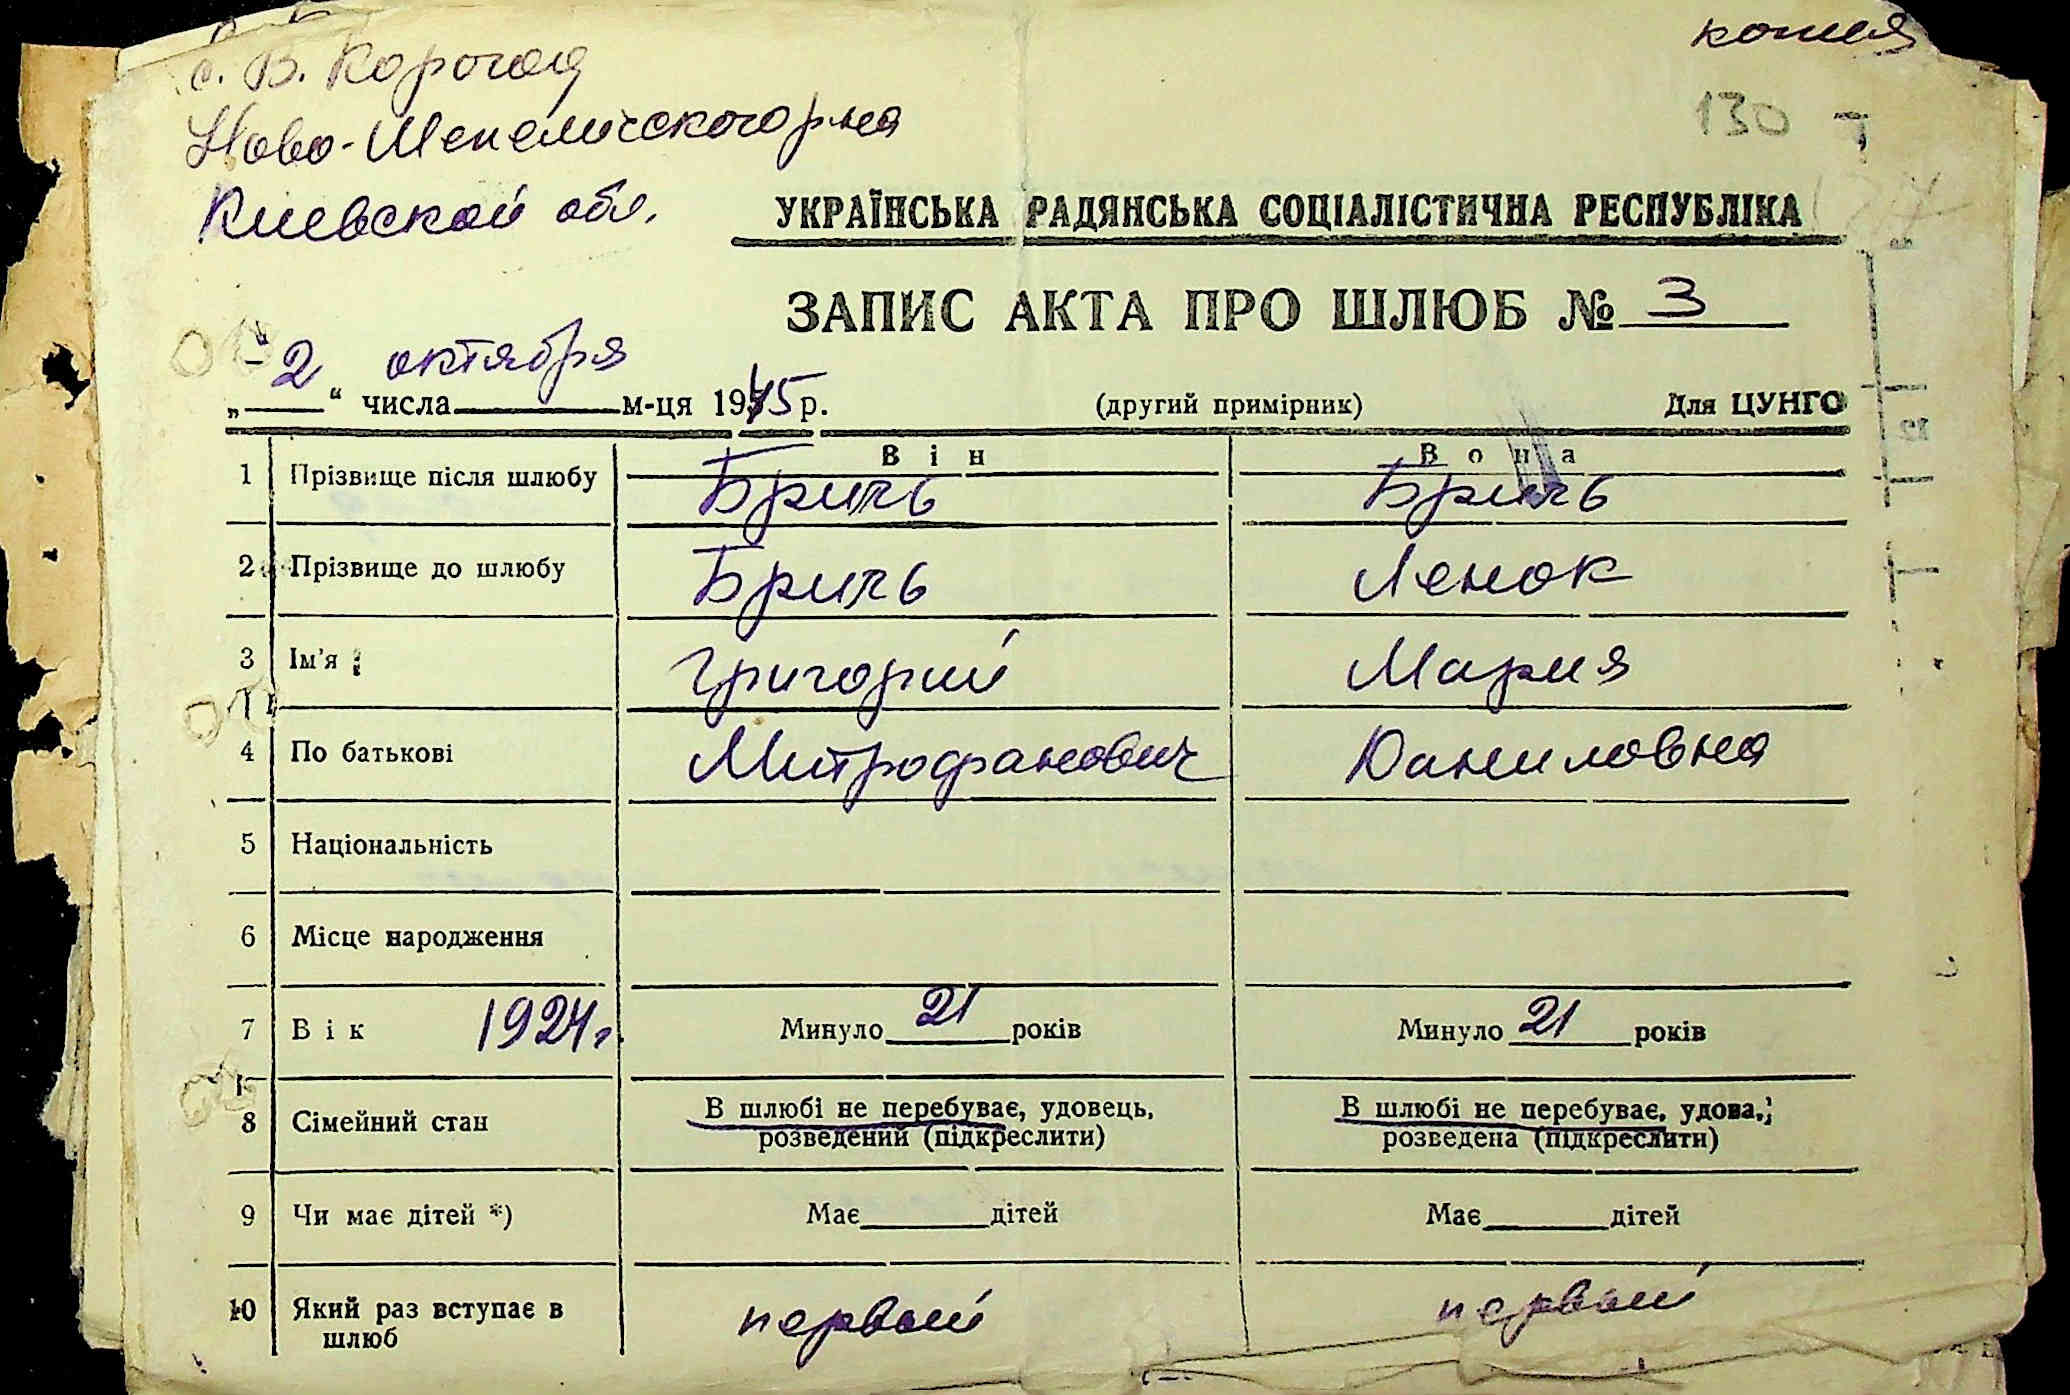 копия
с. В. Корогод
Ново-Шепеличского р-на
Киевской обл.
130
УКРАЇНСЬКА РАДЯНСЬКА СОЦІАЛІСТИЧНА РЕСПУБЛІКА
ЗАПИС АКТА ПРО ШЛЮБ № 3
„2“ числа октября м-ця 1945 р. (другий примірник) Для ЦУНГО
Він Вона
1 Прізвище після шлюбу Бричь Бричь
2 Прізвище до шлюбу Бричь Ленок
3 Ім'я Григорий Мария
4 По батькові Митрофанович Даниловна
5 Національність
6 Місце народження
7 Вік 1924 г. Минуло 21 років Минуло 21 років
8 Сімейний стан В шлюбі не перебуває, удовець, В шлюбі не перебуває, удова,
розведений (підкреслити) розведена (підкреслити)
9 Чи має дітей *) Має дітей Має дітей
10 Який раз вступає в первый первый
шлюб